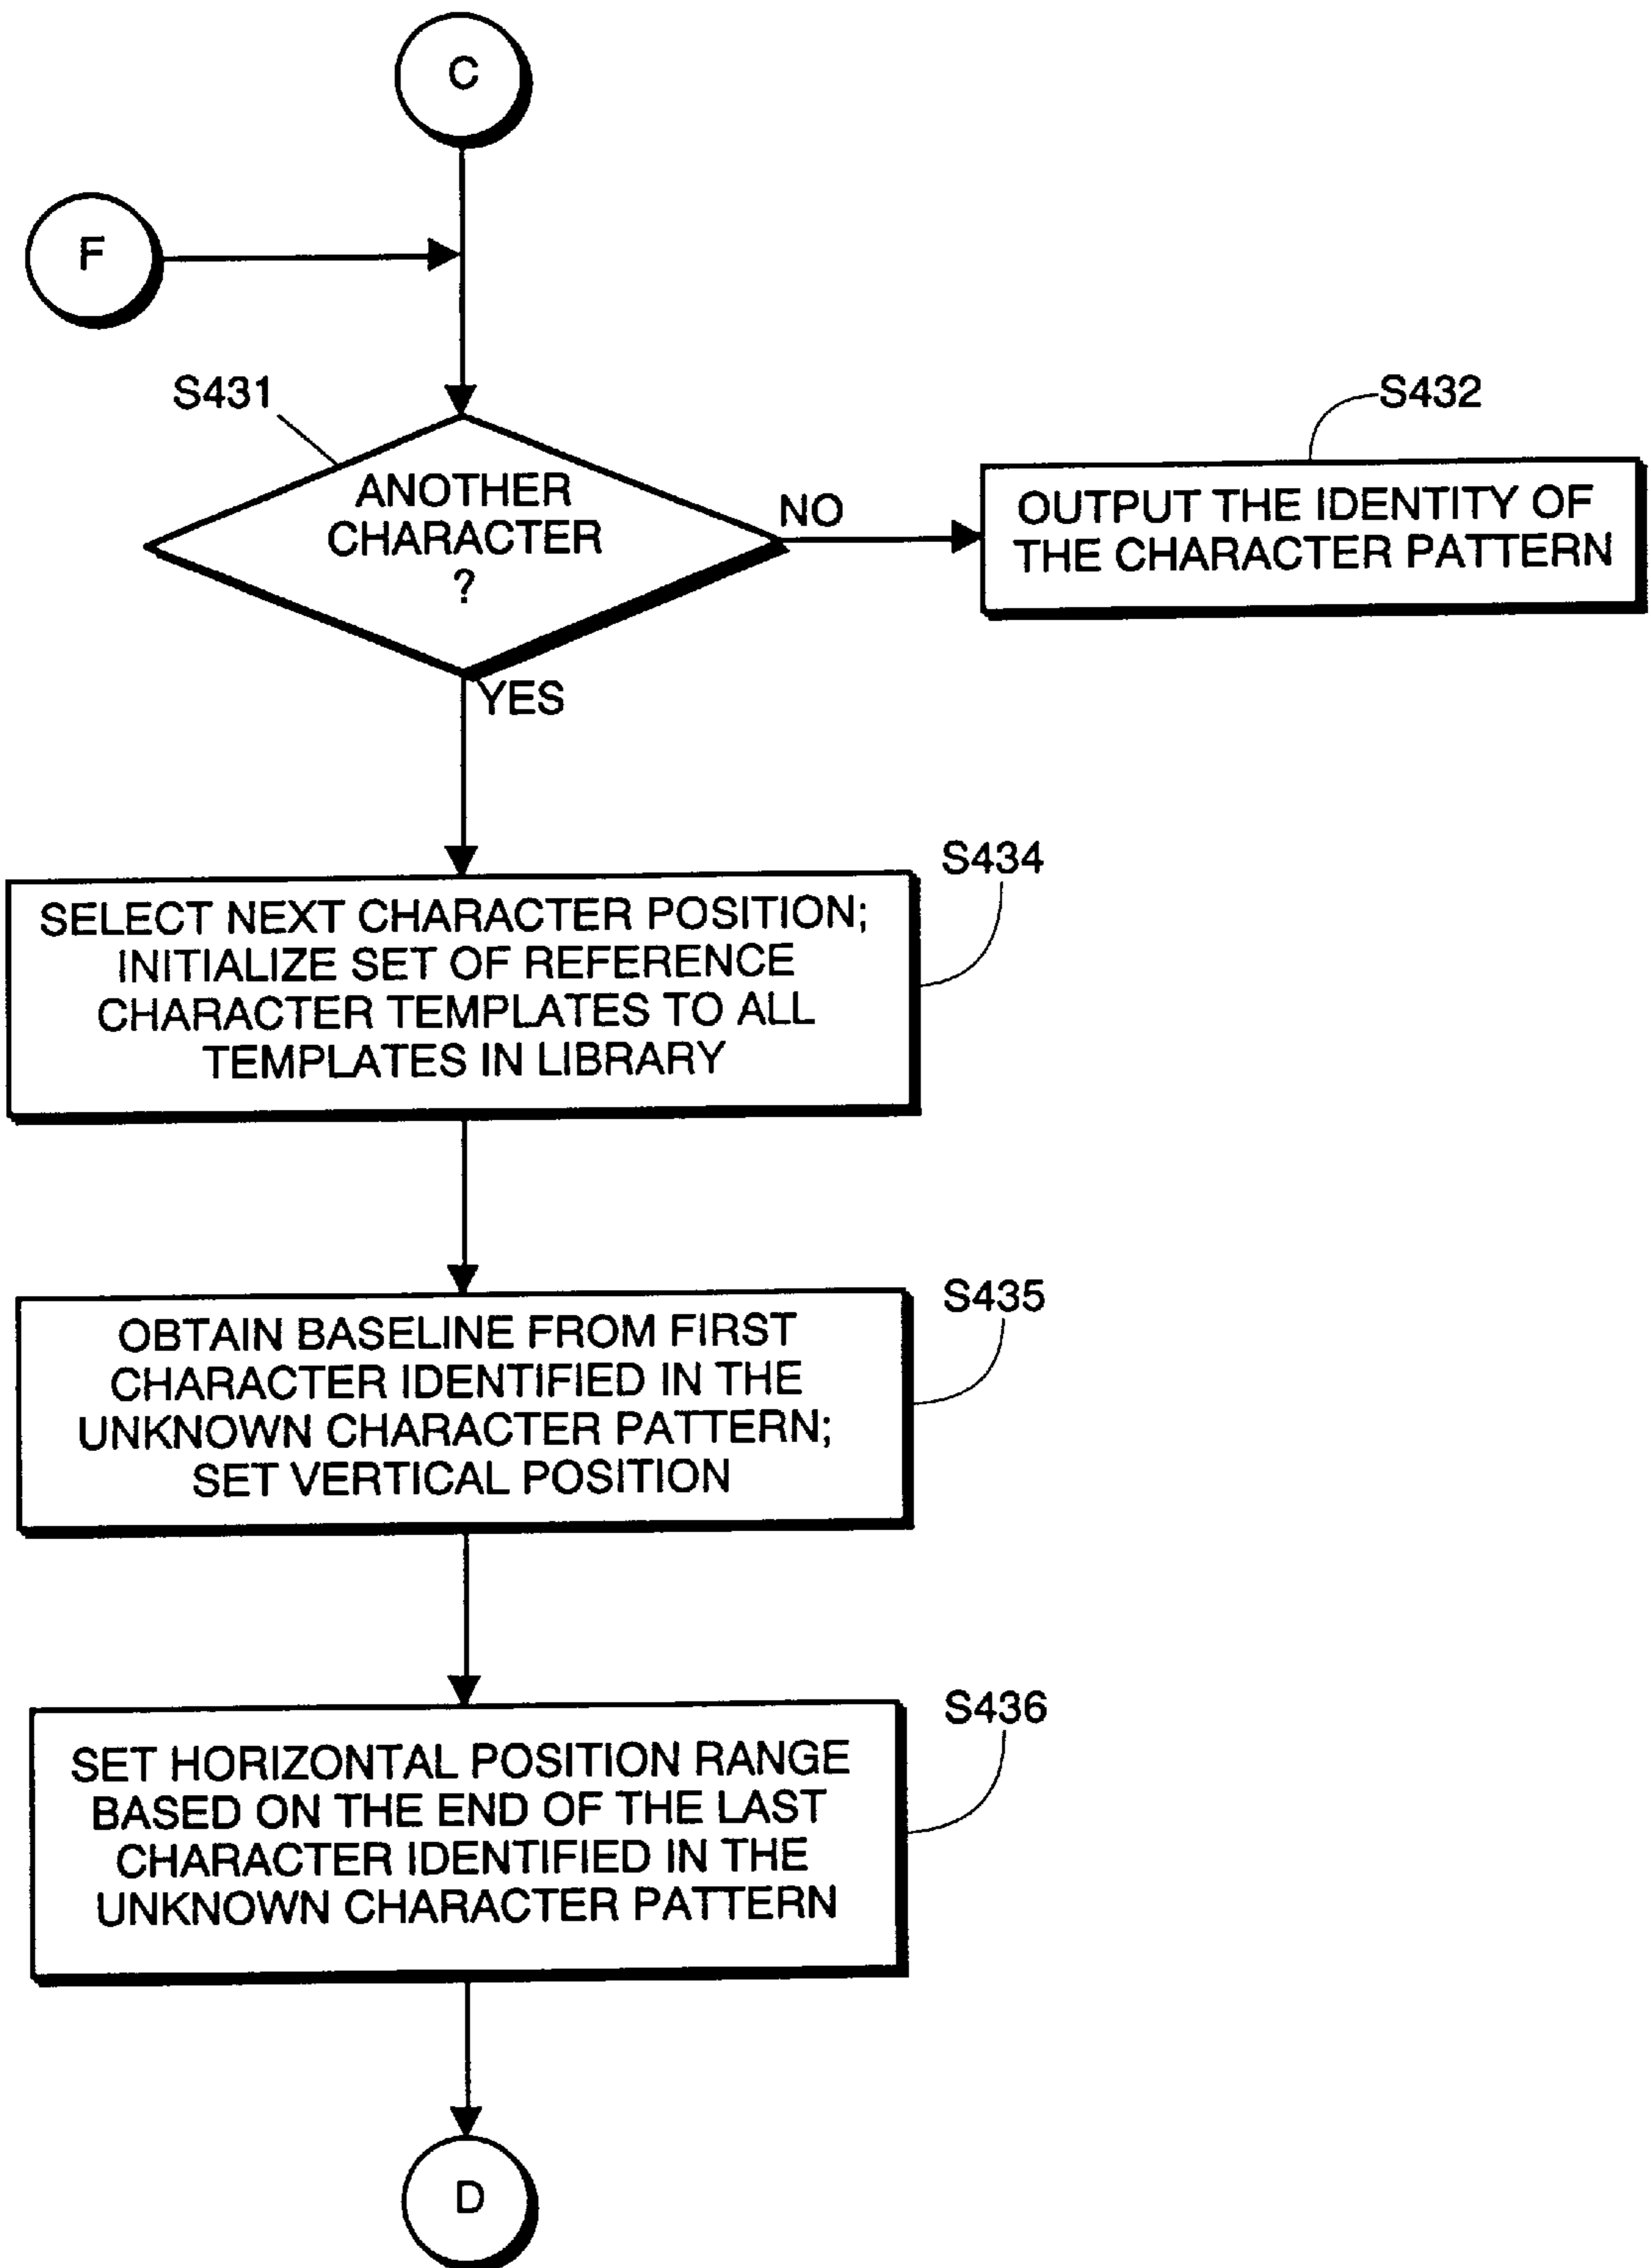 C
F
S431
ANOTHER
CHARACTER
?
NO
S432
OUTPUT THE IDENTITY OF
THE CHARACTER PATTERN
YES
S434
SELECT NEXT CHARACTER POSITION;
INITIALIZE SET OF REFERENCE
CHARACTER TEMPLATES TO ALL
TEMPLATES IN LIBRARY
S435
OBTAIN BASELINE FROM FIRST
CHARACTER IDENTIFIED IN THE
UNKNOWN CHARACTER PATTERN;
SET VERTICAL POSITION
S436
SET HORIZONTAL POSITION RANGE
BASED ON THE END OF THE LAST
CHARACTER IDENTIFIED IN THE
UNKNOWN CHARACTER PATTERN
D